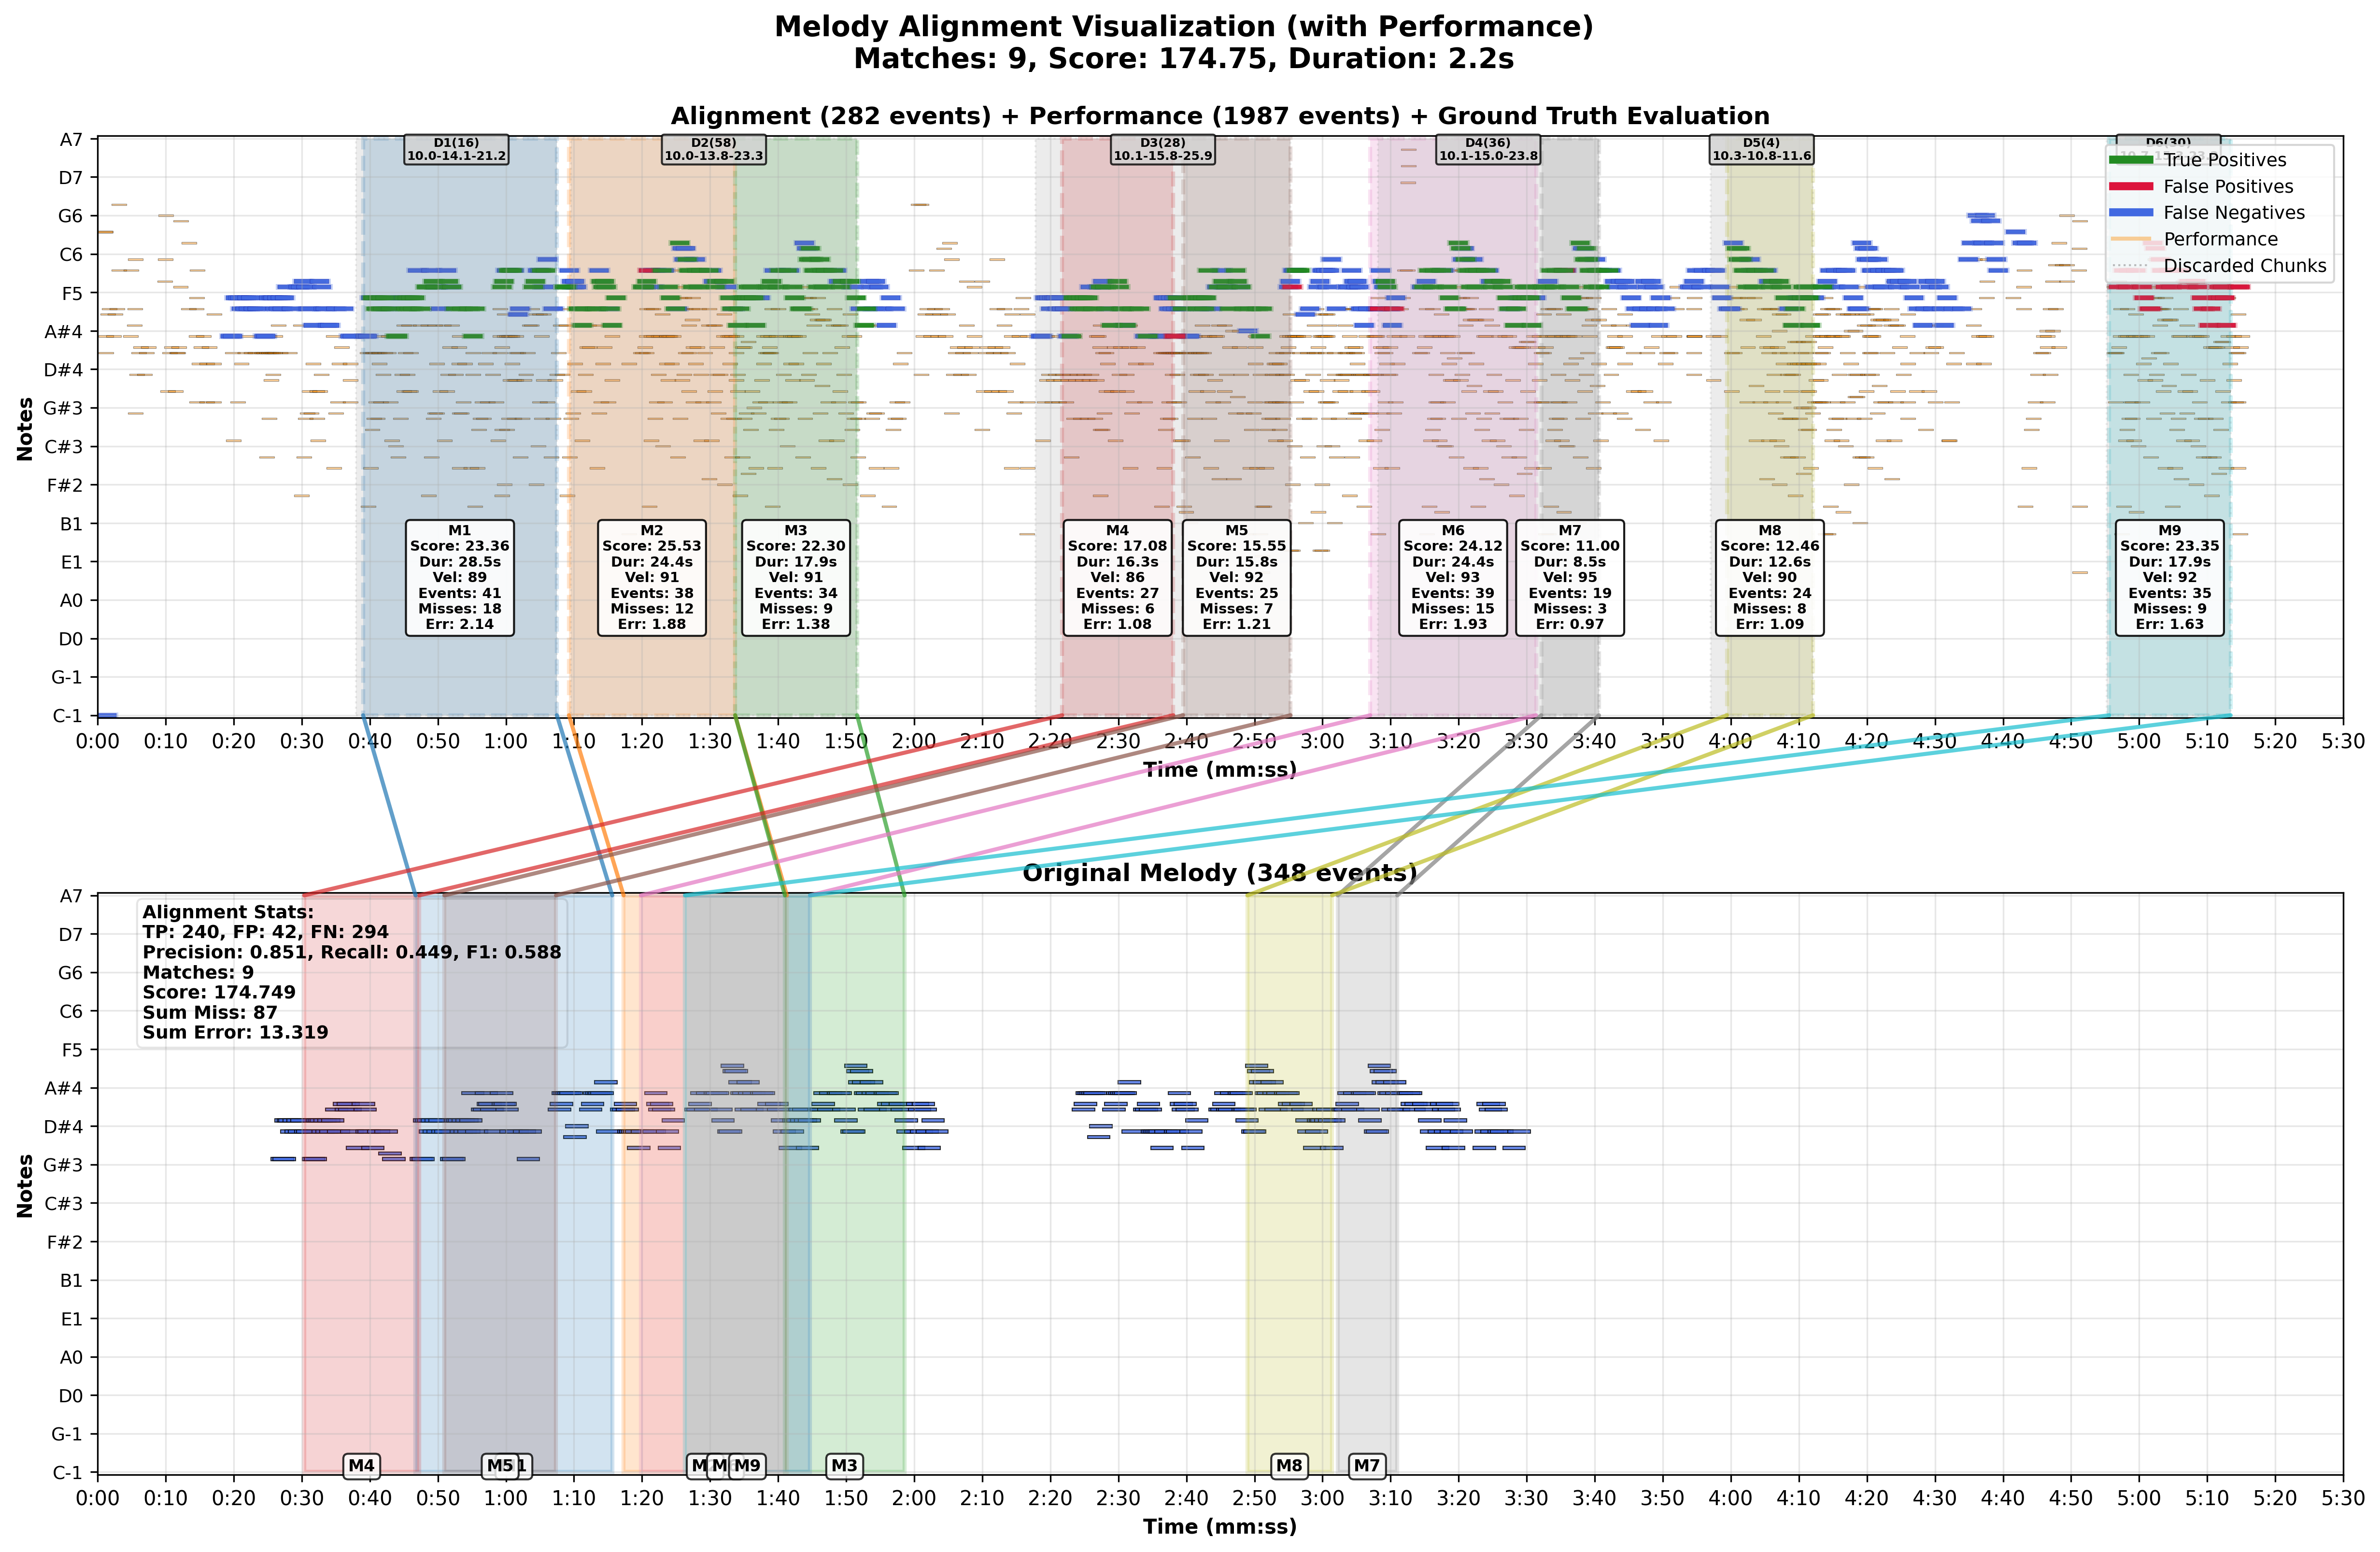 Melody Alignment Visualization (with Performance)
Matches: 9, Score: 174.75, Duration: 2.2s
Alignment (282 events) + Performance (1987 events) + Ground Truth Evaluation
Notes
A7
D7
G6
C6
F5
A#4
D#4
G#3
C#3
F#2
B1
E1
A0
D0
G-1
C-1
D1(16)
10.0-14.1-21.2
D2(58)
10.0-13.8-23.3
D3(28)
10.1-15.8-25.9
D4(36)
10.1-15.0-23.8
D5(4)
10.3-10.8-11.6
D6(30)
True Positives
False Positives
False Negatives
Performance
Discarded Chunks
M1
Score: 23.36
Dur: 28.5s
Vel: 89
Events: 41
Misses: 18
Err: 2.14
M2
Score: 25.53
Dur: 24.4s
Vel: 91
Events: 38
Misses: 12
Err: 1.88
M3
Score: 22.30
Dur: 17.9s
Vel: 91
Events: 34
Misses: 9
Err: 1.38
M4
Score: 17.08
Dur: 16.3s
Vel: 86
Events: 27
Misses: 6
Err: 1.08
M5
Score: 15.55
Dur: 15.8s
Vel: 92
Events: 25
Misses: 7
Err: 1.21
M6
Score: 24.12
Dur: 24.4s
Vel: 93
Events: 39
Misses: 15
Err: 1.93
M7
Score: 11.00
Dur: 8.5s
Vel: 95
Events: 19
Misses: 3
Err: 0.97
M8
Score: 12.46
Dur: 12.6s
Vel: 90
Events: 24
Misses: 8
Err: 1.09
M9
Score: 23.35
Dur: 17.9s
Vel: 92
Events: 35
Misses: 9
Err: 1.63
0:00 0:10 0:20 0:30 0:40 0:50 1:00 1:10 1:20 1:30 1:40 1:50 2:00 2:10 2:20 2:30 2:40 2:50 3:00 3:10 3:20 3:30 3:40 3:50 4:00 4:10 4:20 4:30 4:40 4:50 5:00 5:10 5:20 5:30
Time (mm:ss)
Original Melody (348 events)
Notes
A7
D7
G6
C6
F5
A#4
D#4
G#3
C#3
F#2
B1
E1
A0
D0
G-1
C-1
Alignment Stats:
TP: 240, FP: 42, FN: 294
Precision: 0.851, Recall: 0.449, F1: 0.588
Matches: 9
Score: 174.749
Sum Miss: 87
Sum Error: 13.319
M4 M5 M9 M3 M8 M7
0:00 0:10 0:20 0:30 0:40 0:50 1:00 1:10 1:20 1:30 1:40 1:50 2:00 2:10 2:20 2:30 2:40 2:50 3:00 3:10 3:20 3:30 3:40 3:50 4:00 4:10 4:20 4:30 4:40 4:50 5:00 5:10 5:20 5:30
Time (mm:ss)